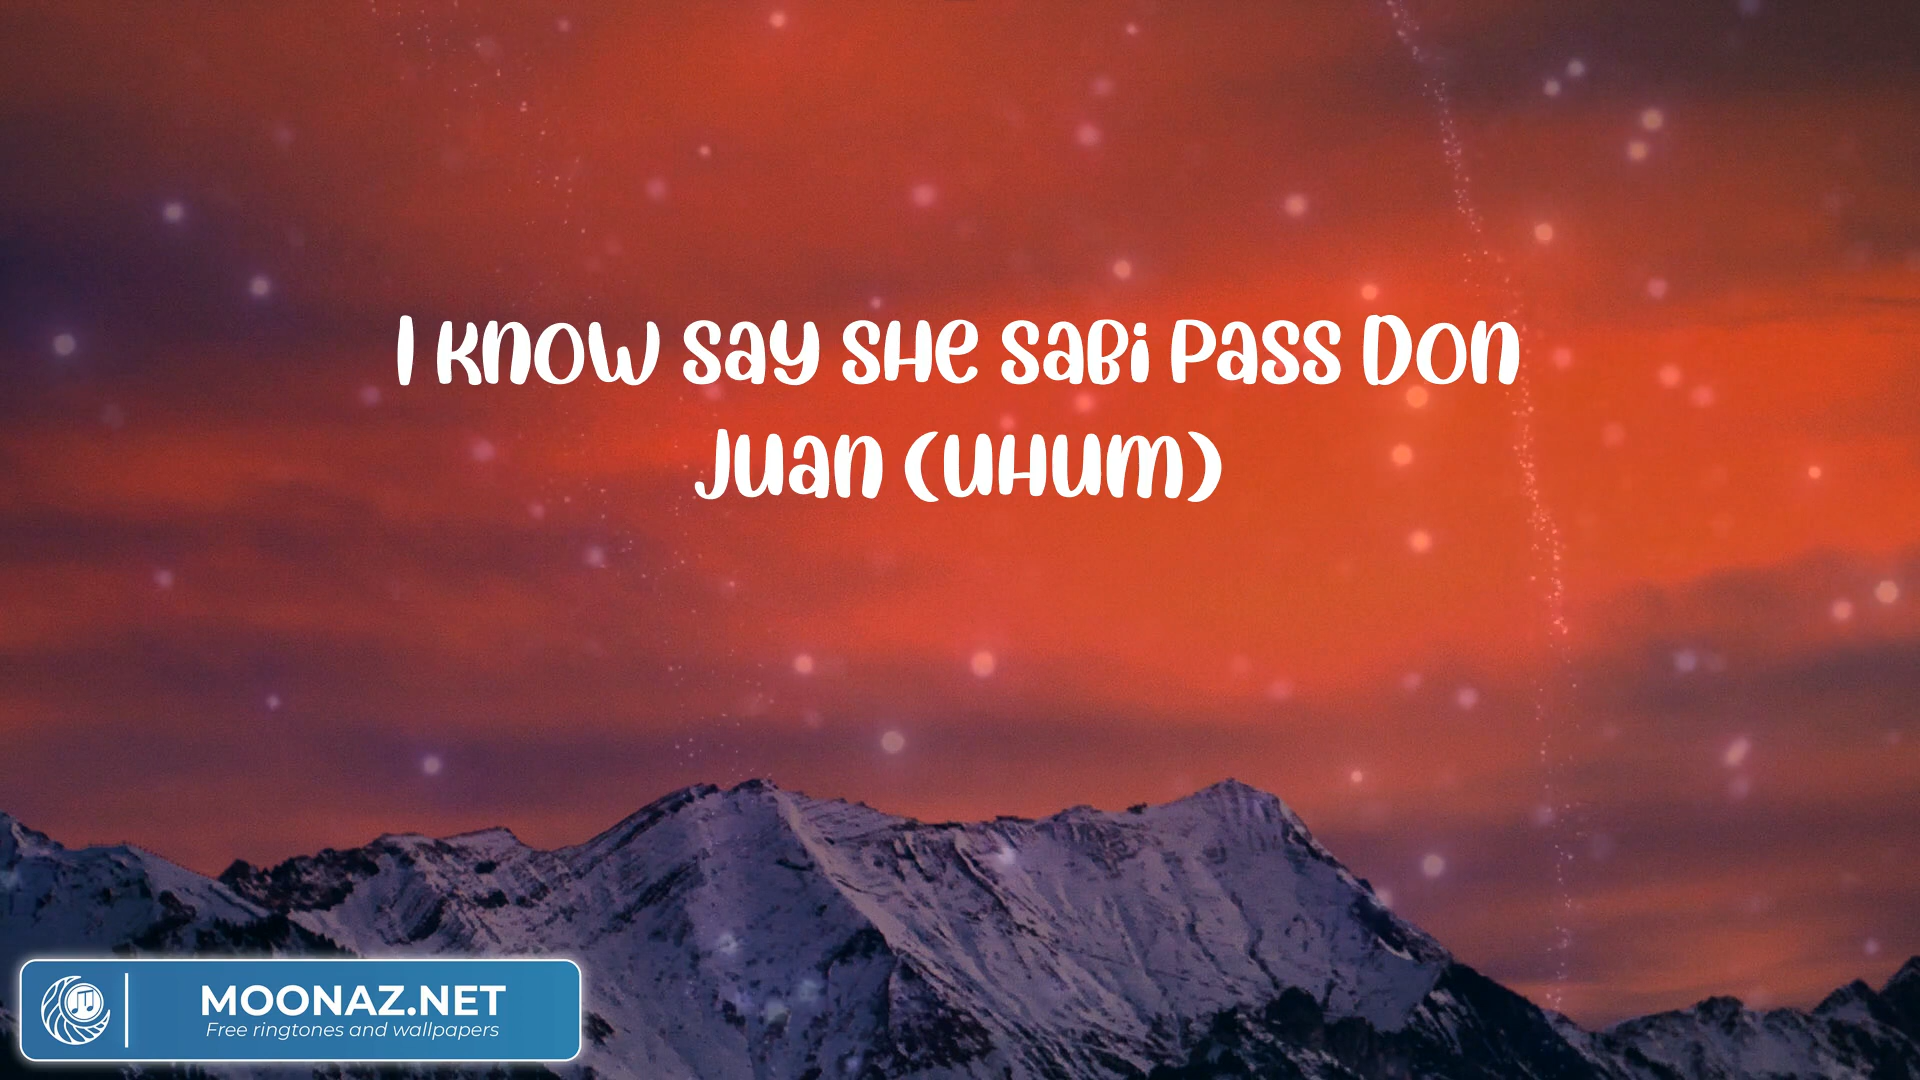 I know say she sabi pass Don
Juan (uhum)
MOONAZ.NET
Free ringtones and wallpapers